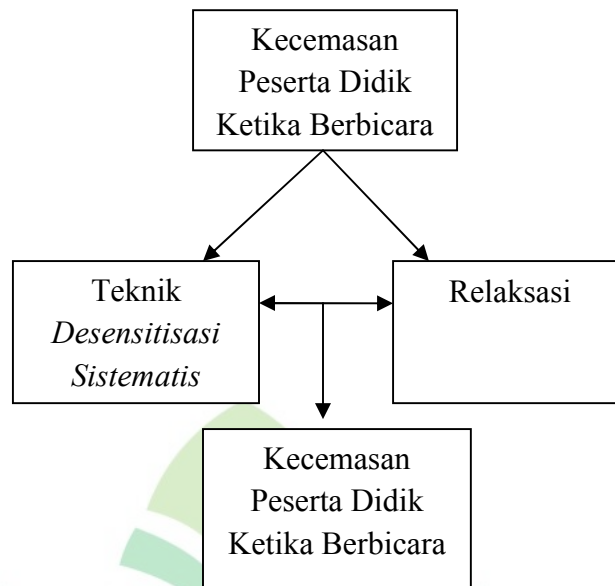 Kecemasan
Peserta Didik
Ketika Berbicara
Teknik
Desensitisasi
Sistematis
Relaksasi
Kecemasan
Peserta Didik
Ketika Berbicara